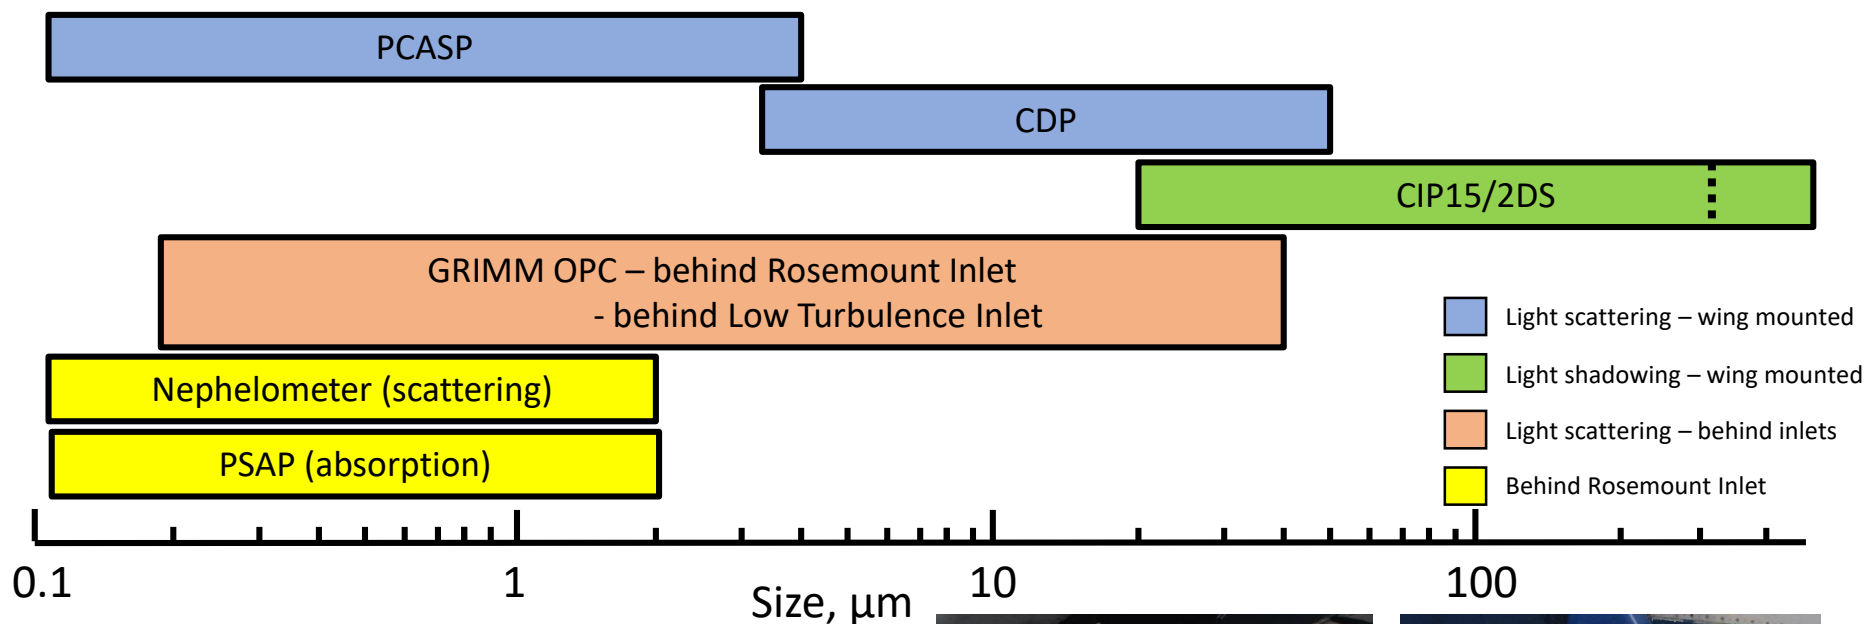 PCASP
CDP
CIP15/2DS
GRIMM OPC – behind Rosemount Inlet
- behind Low Turbulence Inlet
Light scattering – wing mounted
Nephelometer (scattering)
Light shadowing – wing mounted
Light scattering – behind inlets
PSAP (absorption)
Behind Rosemount Inlet
0.1 1 10 100
Size, µm